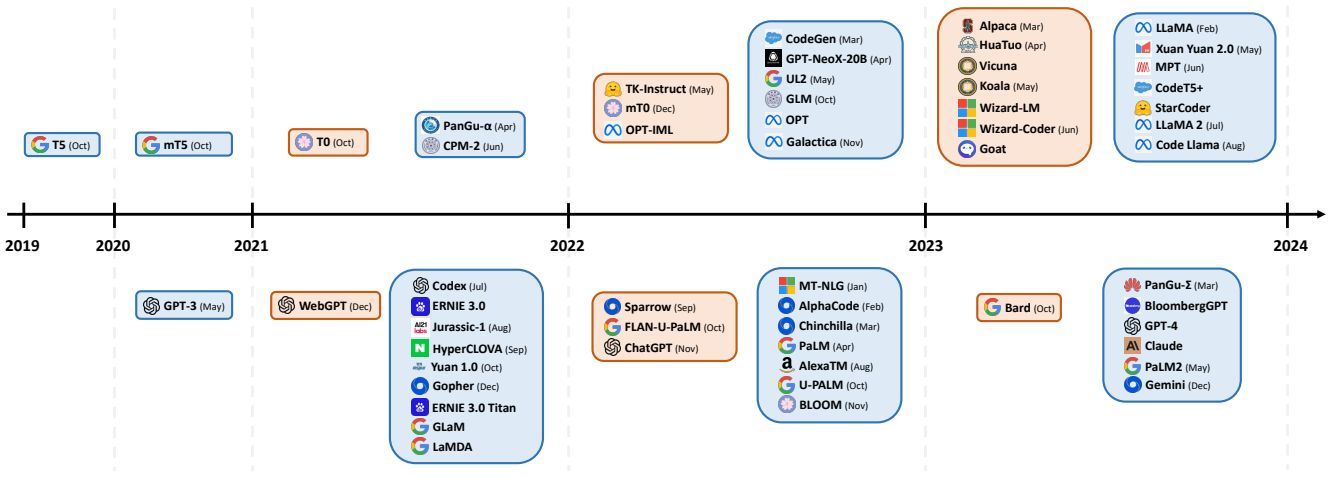 T5 (Oct)
mT5 (Oct)
T0 (Oct)
PanGu-α (Apr)
CPM-2 (Jun)
TK-Instruct (May)
mT0 (Dec)
OPT-IML
CodeGen (Mar)
GPT-NeoX-20B (Apr)
UL2 (May)
GLM (Oct)
OPT
Galactica (Nov)
Alpaca (Mar)
HuaTuo (Apr)
Vicuna
Koala (May)
Wizard-LM
Wizard-Coder (Jun)
Goat
LLaMA (Feb)
Xuan Yuan 2.0 (May)
MPT (Jun)
CodeT5+
StarCoder
LLaMA 2 (Jul)
Code Llama (Aug)
2019
2020
2021
2022
2023
2024
GPT-3 (May)
WebGPT (Dec)
Codex (Jul)
ERNIE 3.0
AI21 labs Jurassic-1 (Aug)
N HyperCLOVA (Sep)
Yuan 1.0 (Oct)
Gopher (Dec)
ERNIE 3.0 Titan
GLaM
LaMDA
Sparrow (Sep)
FLAN-U-PaLM (Oct)
ChatGPT (Nov)
MT-NLG (Jan)
AlphaCode (Feb)
Chinchilla (Mar)
PaLM (Apr)
a AlexaTM (Aug)
U-PALM (Oct)
BLOOM (Nov)
Bard (Oct)
PanGu-Σ (Mar)
BloombergGPT
GPT-4
A\ Claude
PaLM2 (May)
Gemini (Dec)